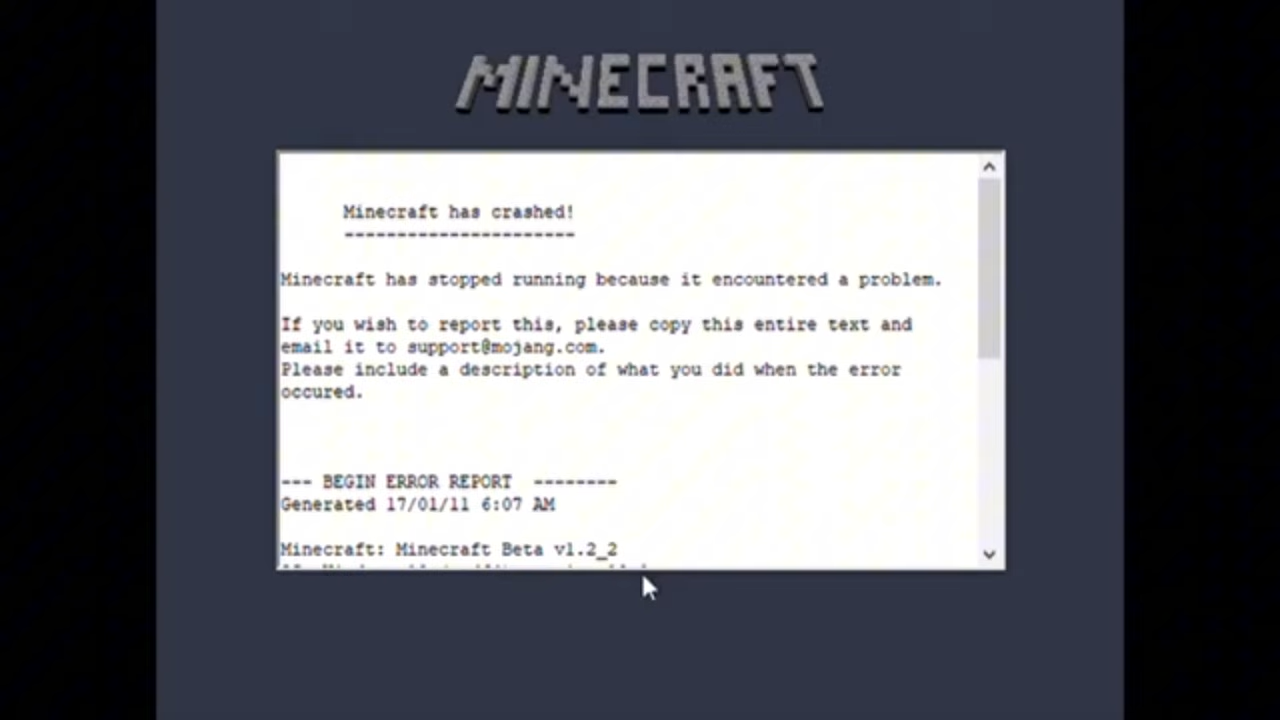 MINECRAFT
Minecraft has crashed!
----------------------
Minecraft has stopped running because it encountered a problem.
If you wish to report this, please copy this entire text and
email it to support@mojang.com.
Please include a description of what you did when the error
occured.
--- BEGIN ERROR REPORT --------
Generated 17/01/11 6:07 AM
Minecraft: Minecraft Beta v1.2_2